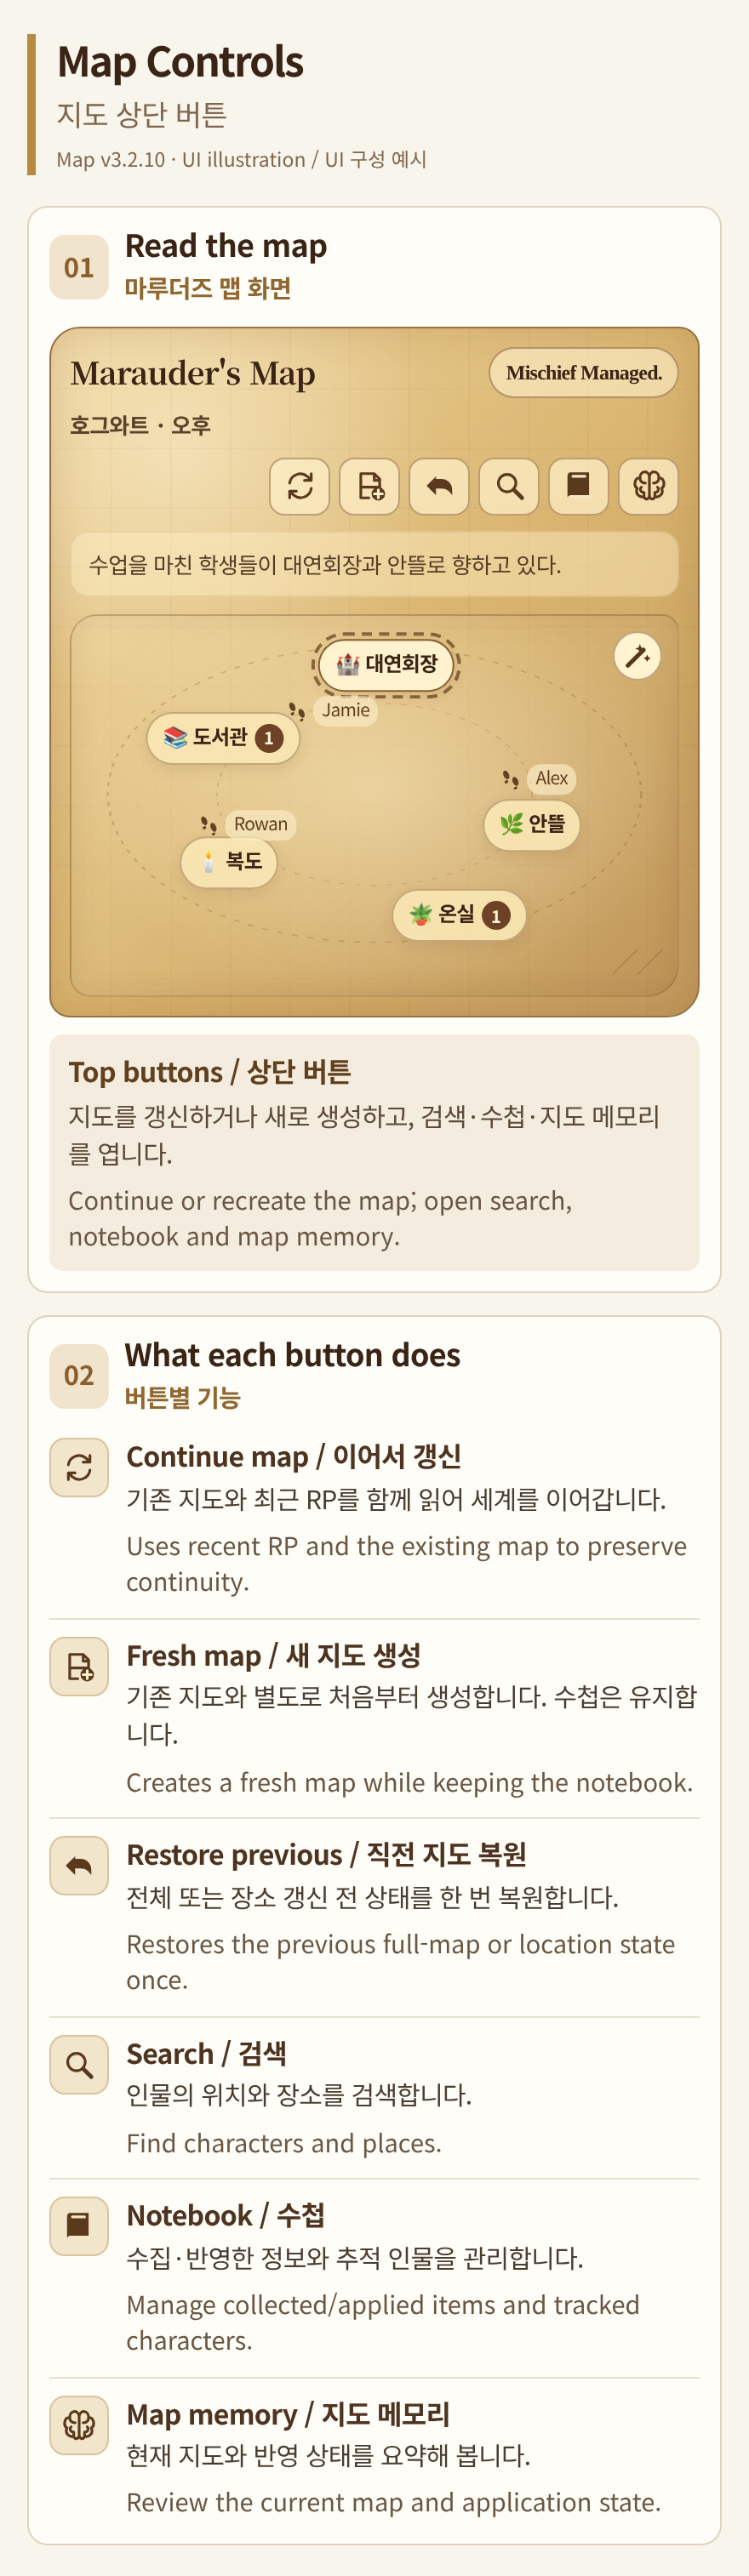 Map Controls
지도 상단 버튼
Map v3.2.10 · UI illustration / UI 구성 예시
01
Read the map
마루더즈 맵 화면
Marauder's Map
Mischief Managed.
호그와트 · 오후
수업을 마친 학생들이 대연회장과 안뜰로 향하고 있다.
대연회장
Jamie
도서관 1
Alex
안뜰
Rowan
복도
온실 1
Top buttons / 상단 버튼
지도를 갱신하거나 새로 생성하고, 검색·수첩·지도 메모리
를 엽니다.
Continue or recreate the map; open search,
notebook and map memory.
02
What each button does
버튼별 기능
Continue map / 이어서 갱신
기존 지도와 최근 RP를 함께 읽어 세계를 이어갑니다.
Uses recent RP and the existing map to preserve
continuity.
Fresh map / 새 지도 생성
기존 지도와 별도로 처음부터 생성합니다. 수첩은 유지합
니다.
Creates a fresh map while keeping the notebook.
Restore previous / 직전 지도 복원
전체 또는 장소 갱신 전 상태를 한 번 복원합니다.
Restores the previous full-map or location state
once.
Search / 검색
인물의 위치와 장소를 검색합니다.
Find characters and places.
Notebook / 수첩
수집·반영한 정보와 추적 인물을 관리합니다.
Manage collected/applied items and tracked
characters.
Map memory / 지도 메모리
현재 지도와 반영 상태를 요약해 봅니다.
Review the current map and application state.